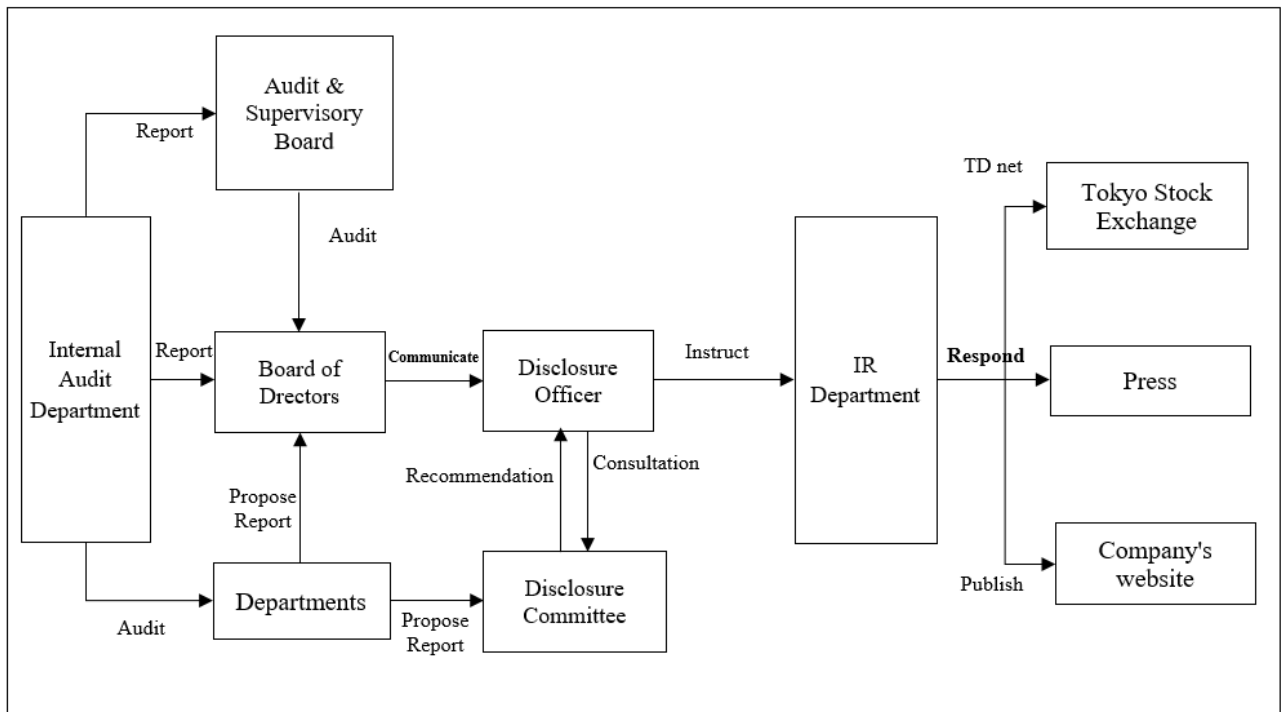 Audit &
Supervisory
Board
Report
Audit
TD net
Tokyo Stock
Exchange
Internal
Audit
Department
Report
Board of
Drectors
Communicate
Disclosure
Officer
Instruct
IR
Department
Respond
Press
Propose
Report
Recommendation
Consultation
Departments
Audit
Propose
Report
Disclosure
Committee
Publish
Company's
website